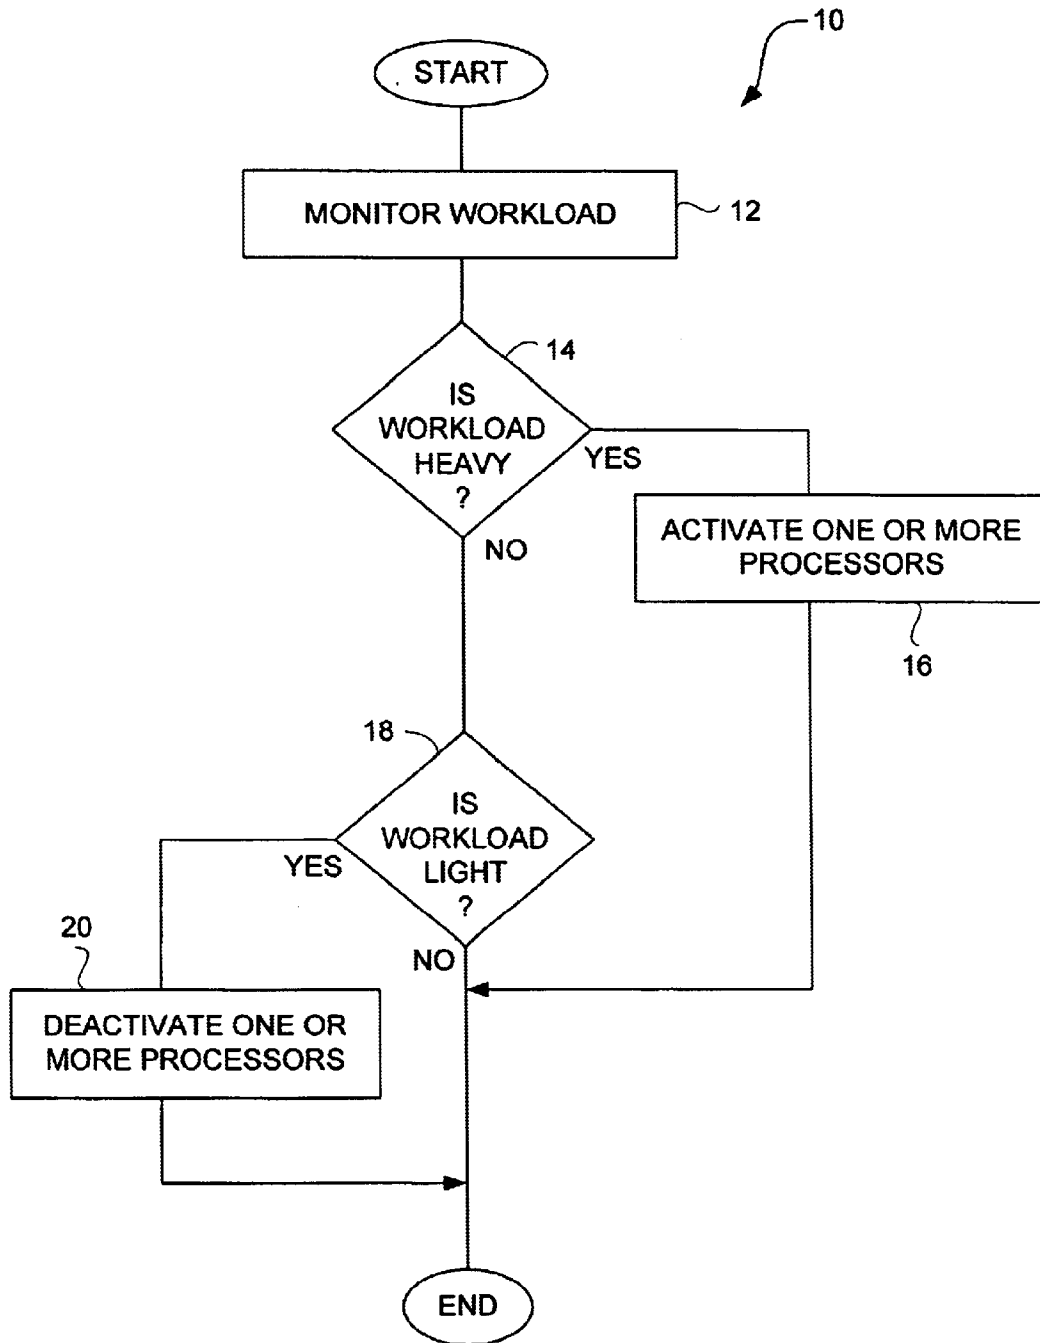 10
START
MONITOR WORKLOAD
12
14
IS
WORKLOAD
HEAVY
?
YES
NO
ACTIVATE ONE OR MORE
PROCESSORS
16
18
IS
WORKLOAD
LIGHT
?
YES
NO
20
DEACTIVATE ONE OR
MORE PROCESSORS
END